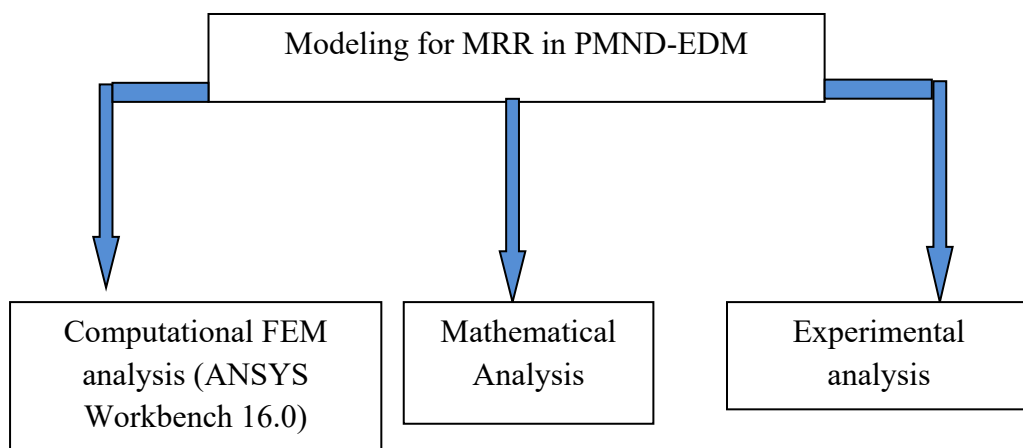 Modeling for MRR in PMND-EDM
Computational FEM
analysis (ANSYS
Workbench 16.0)
Mathematical
Analysis
Experimental
analysis